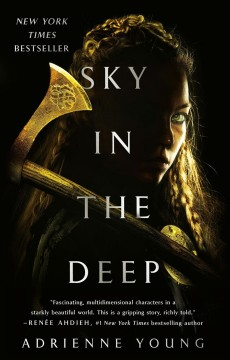 NEW YORK
TIMES
BESTSELLER
SKY
IN
THE
DEEP
"Fascinating, multidimensional characters in a
starkly beautiful world. This is a gripping story, richly told."
—RENÉE AHDIEH, #1 New York Times bestselling author
ADRIENNE YOUNG